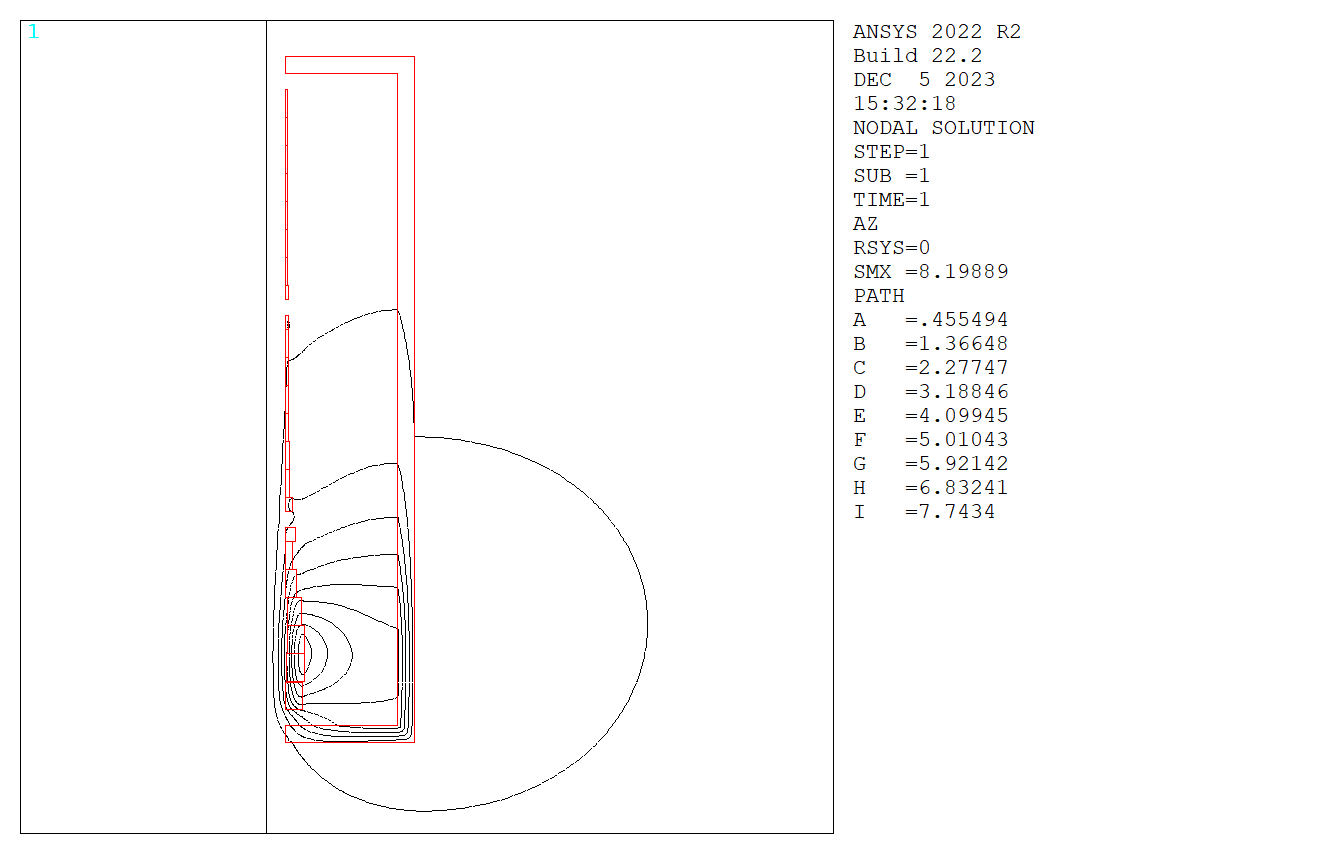 1
ANSYS 2022 R2
Build 22.2
DEC  5 2023
15:32:18
NODAL SOLUTION
STEP=1
SUB =1
TIME=1
AZ
RSYS=0
SMX =8.19889
PATH
A   =.455494
B   =1.36648
C   =2.27747
D   =3.18846
E   =4.09945
F   =5.01043
G   =5.92142
H   =6.83241
I   =7.7434